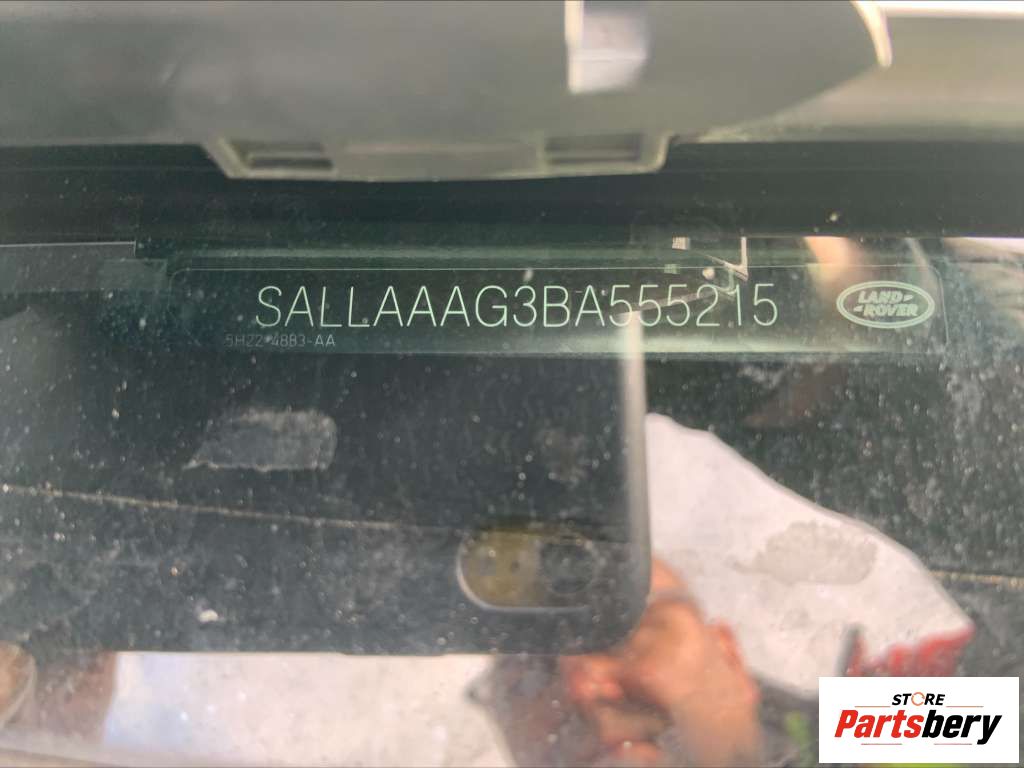 SALLAAAG3BA555215
LAND
ROVER
5H22-4883-AA
STORE
Partsbery